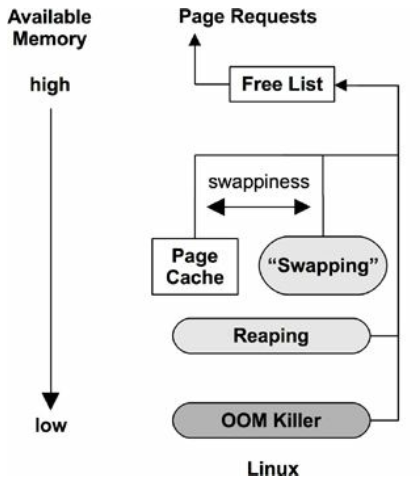 Available
Memory
Page Requests
high
Free List
swappiness
Page
Cache
“Swapping”
Reaping
low
OOM Killer
Linux